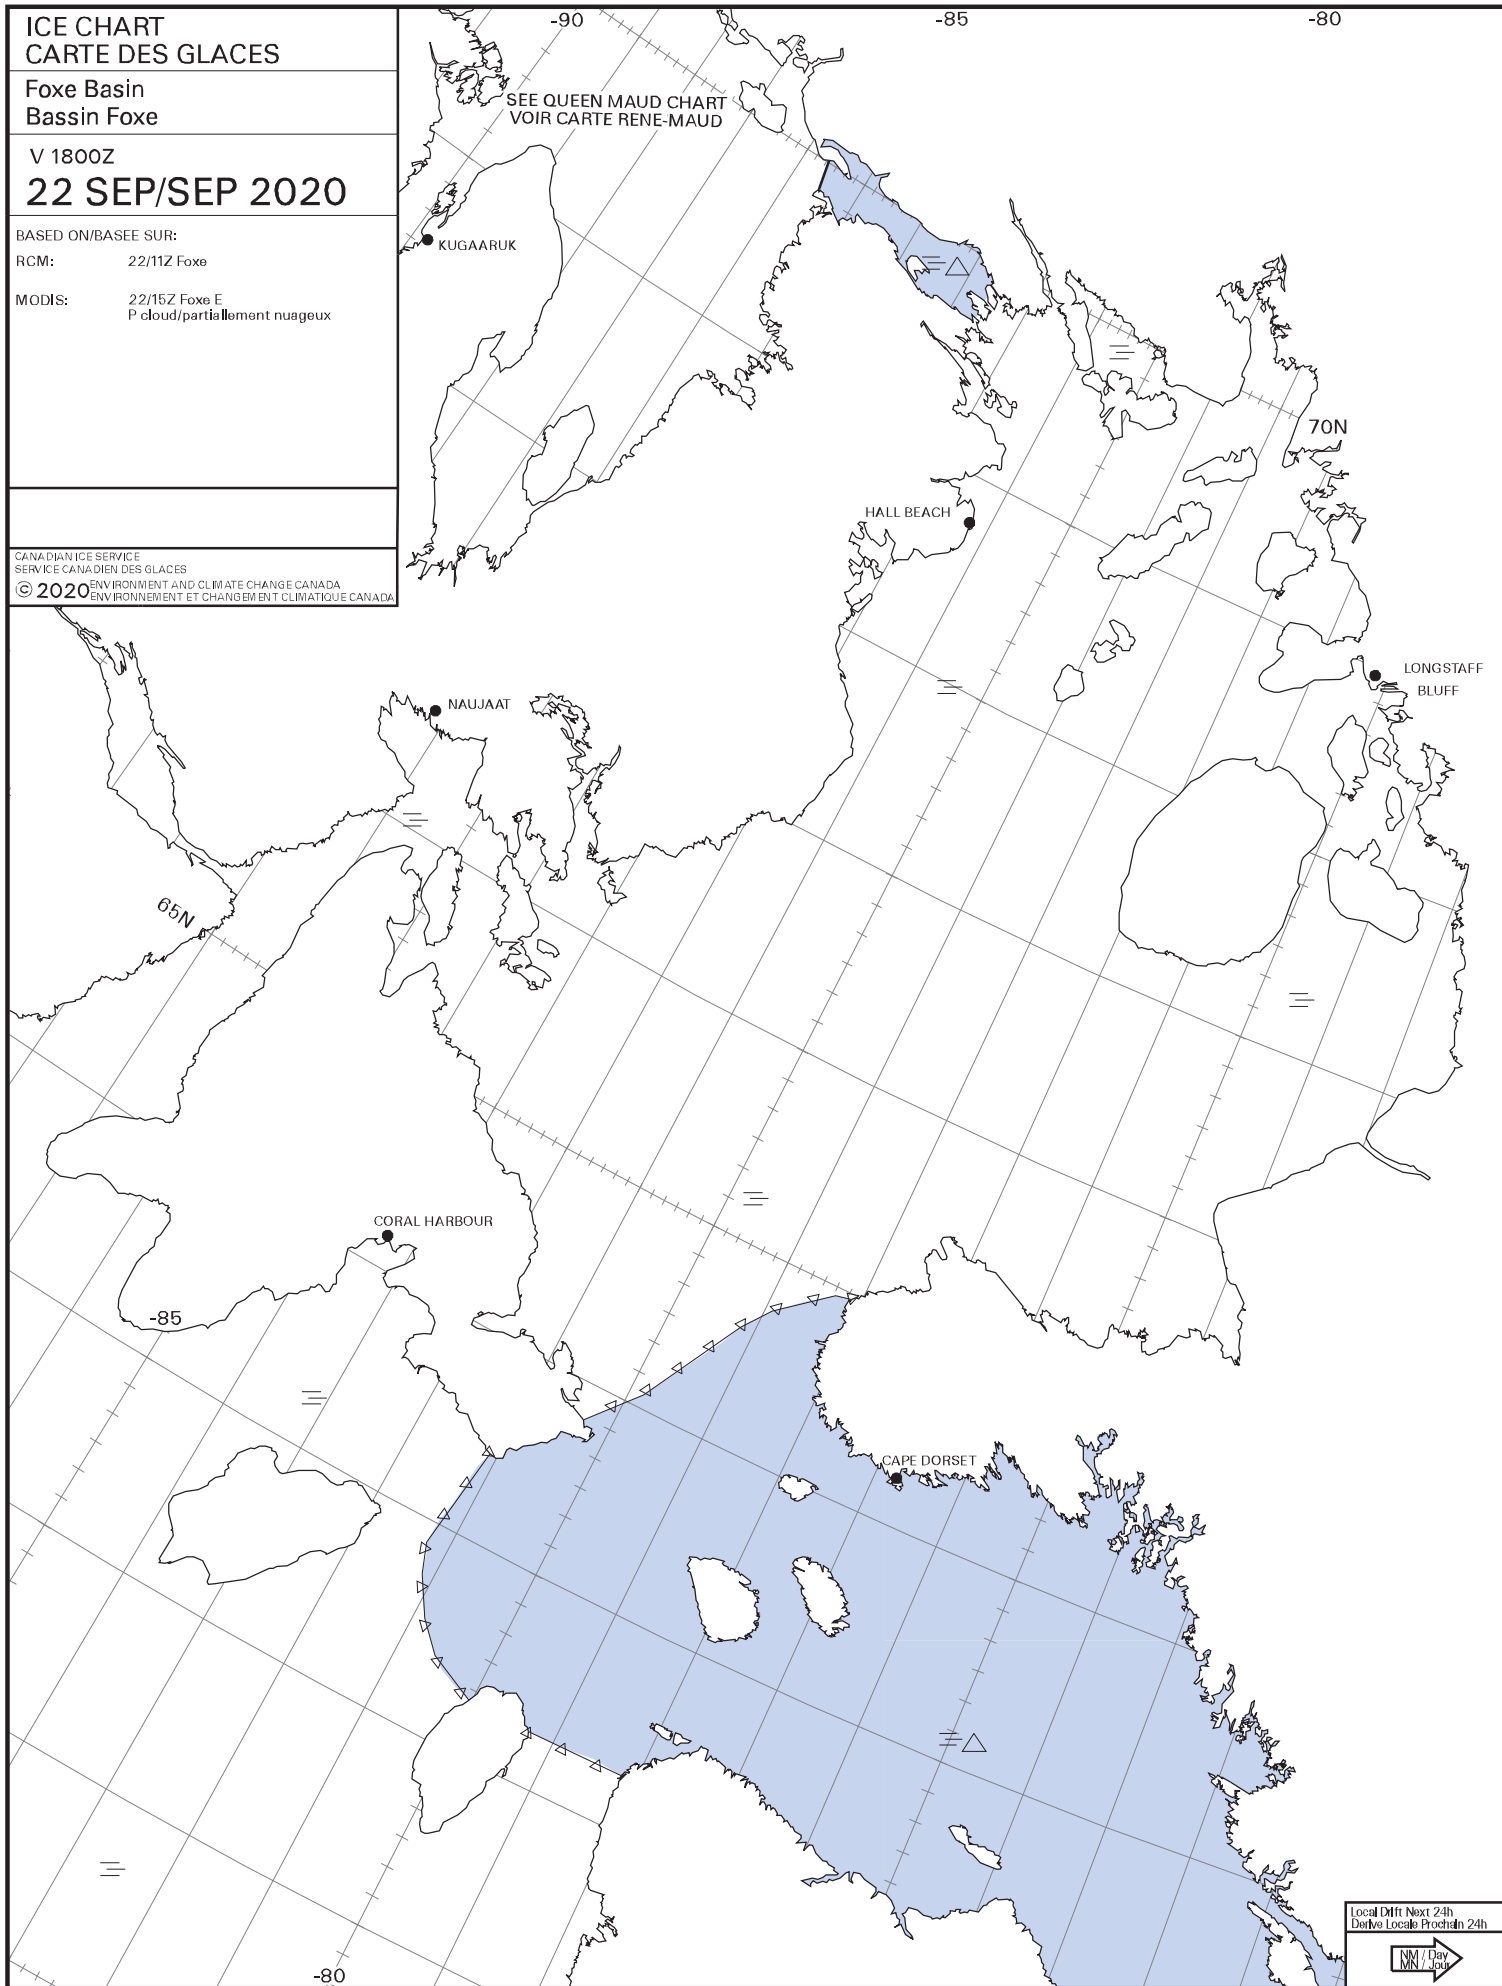 ICE CHART
CARTE DES GLACES
Foxe Basin
Bassin Foxe
V 1800Z
22 SEP/SEP 2020
BASED ON/BASEE SUR:
RCM: 22/11Z Foxe
MODIS: 22/15Z Foxe E
P cloud/partiallement nuageux
CANADIAN ICE SERVICE
SERVICE CANADIEN DES GLACES
© 2020 ENVIRONMENT AND CLIMATE CHANGE CANADA
ENVIRONNEMENT ET CHANGEMENT CLIMATIQUE CANADA
-90
-85
-80
SEE QUEEN MAUD CHART
VOIR CARTE RENE-MAUD
KUGAARUK
70N
HALL BEACH
LONGSTAFF
BLUFF
NAUJAAT
65N
CORAL HARBOUR
-85
CAPE DORSET
-80
Local Drift Next 24h
Derive Locale Prochain 24h
NM / Day
MN / Jour